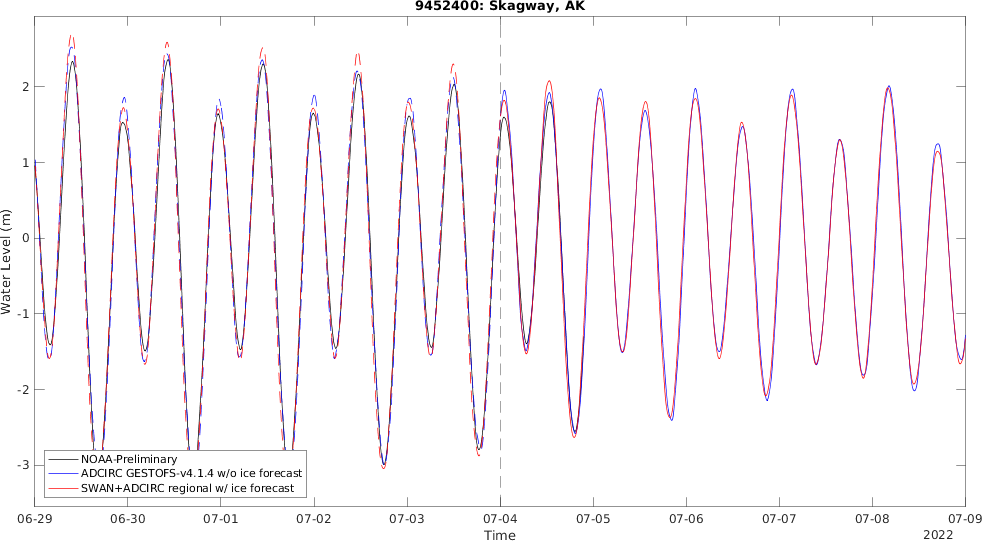 9452400: Skagway, AK
Water Level (m)
2
1
0
-1
-2
-3
NOAA-Preliminary
ADCIRC GESTOFS-v4.1.4 w/o ice forecast
SWAN+ADCIRC regional w/ ice forecast
06-29 06-30 07-01 07-02 07-03 07-04 07-05 07-06 07-07 07-08 07-09
Time
2022